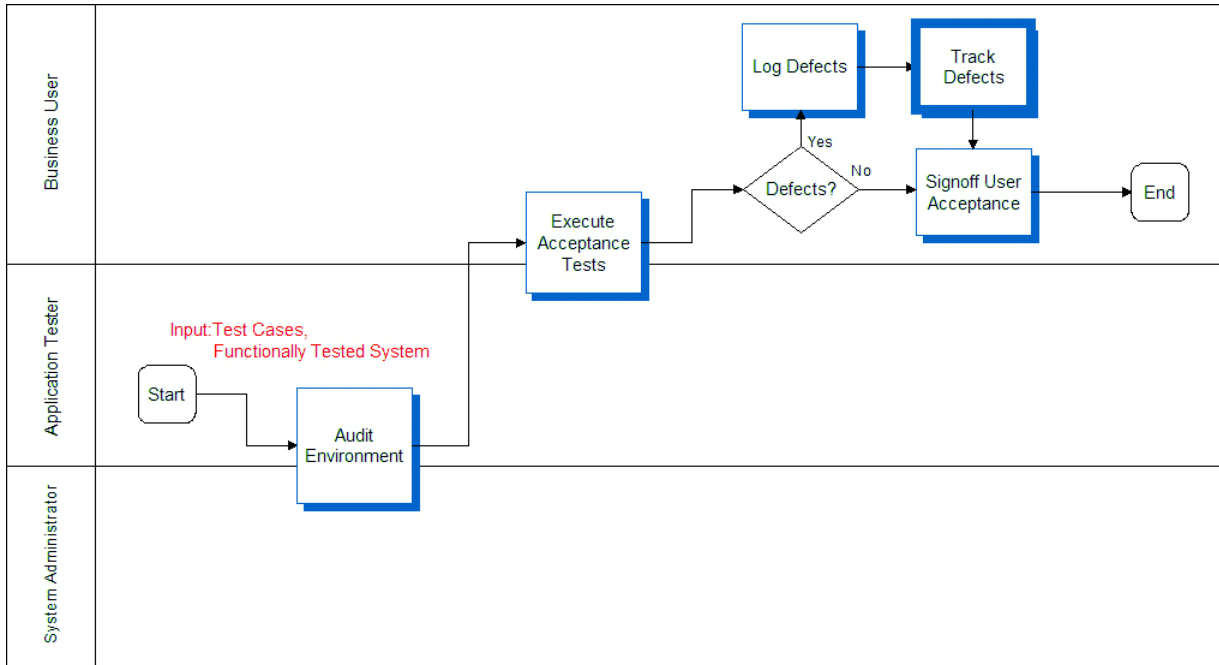 Business User
Log Defects
Track
Defects
Yes
No
Defects?
Signoff User
Acceptance
End
Execute
Acceptance
Tests
Application Tester
Input:Test Cases,
Functionally Tested System
Start
Audit
Environment
System Administrator